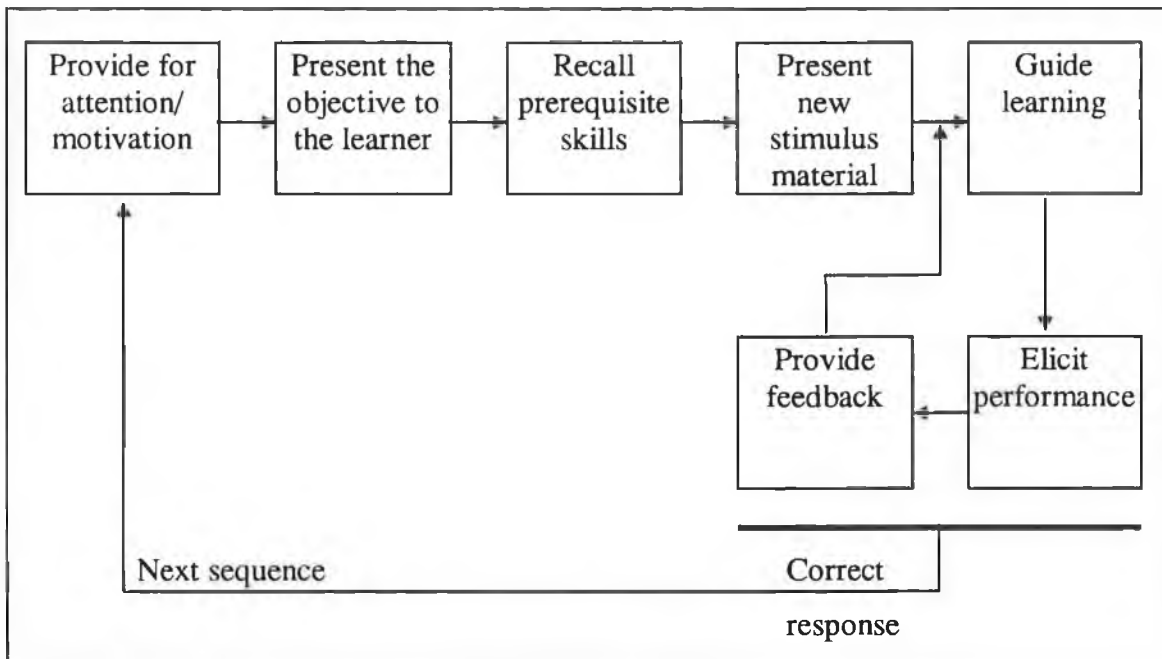 Provide for
attention/
motivation
Present the
objective to
the learner
Recall
prerequisite
skills
Present
new
stimulus
material
Guide
learning
Provide
feedback
Elicit
performance
Next sequence
Correct
response